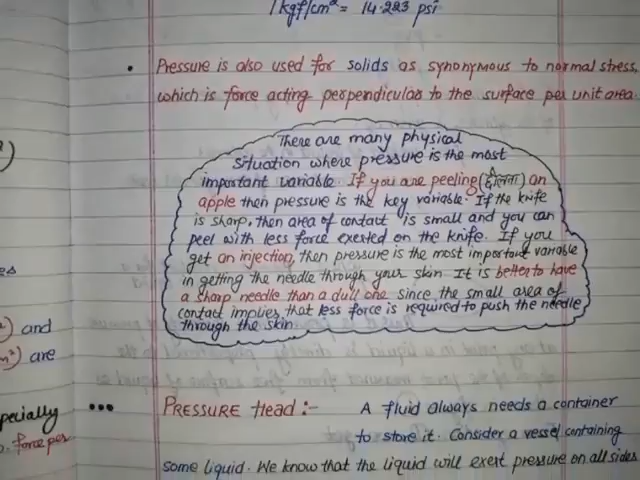 1 kgf/cm² = 14.223 psi
• Pressure is also used for solids as synonymous to normal stress,
which is force acting perpendicular to the surface per unit area.
There are many physical
situation where pressure is the most
important variable If you are peeling (छीलना) an
apple then pressure is the key variable. If the knife
is sharp, then area of contact is small and you can
peel with less force exerted on the knife. If you
get an injection, then pressure is the most important variable
in getting the needle through your skin It is better to have
a sharp needle than a dull one since the small area of
contact implies that less force is required to push the needle
through the skin
and
are
pecially
force per
PRESSURE Head :- A fluid always needs a container
to store it. Consider a vessel containing
some liquid. We know that the liquid will exert pressure on all sides